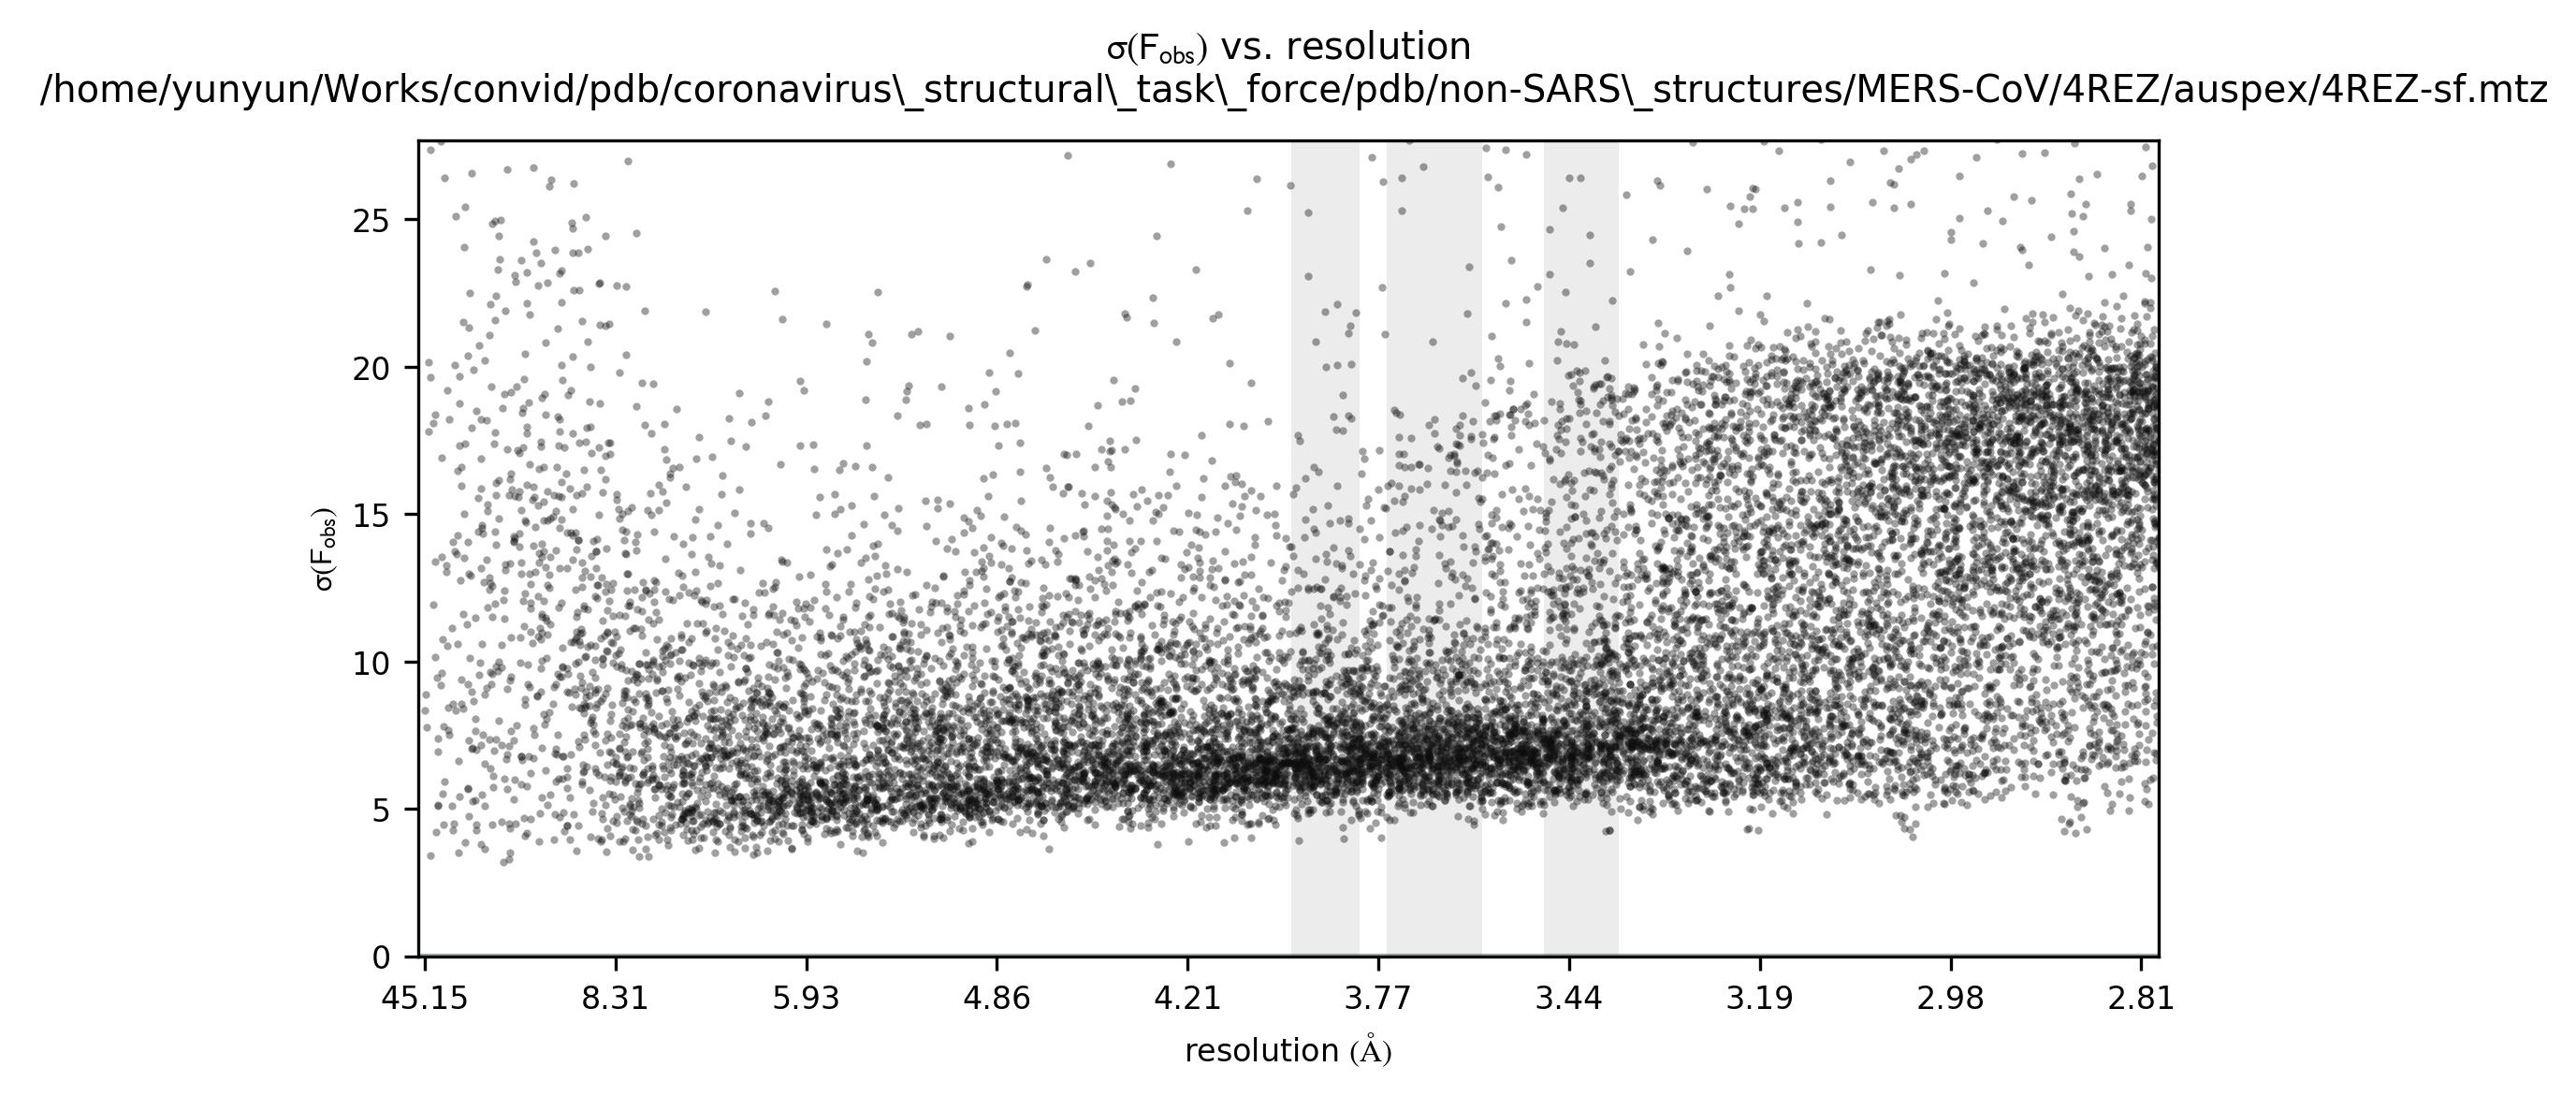 σ(F_obs) vs. resolution
/home/yunyun/Works/convid/pdb/coronavirus\_structural\_task\_force/pdb/non-SARS\_structures/MERS-CoV/4REZ/auspex/4REZ-sf.mtz
25
20
15
10
5
0
σ(F_obs)
45.15 8.31 5.93 4.86 4.21 3.77 3.44 3.19 2.98 2.81
resolution (Å)